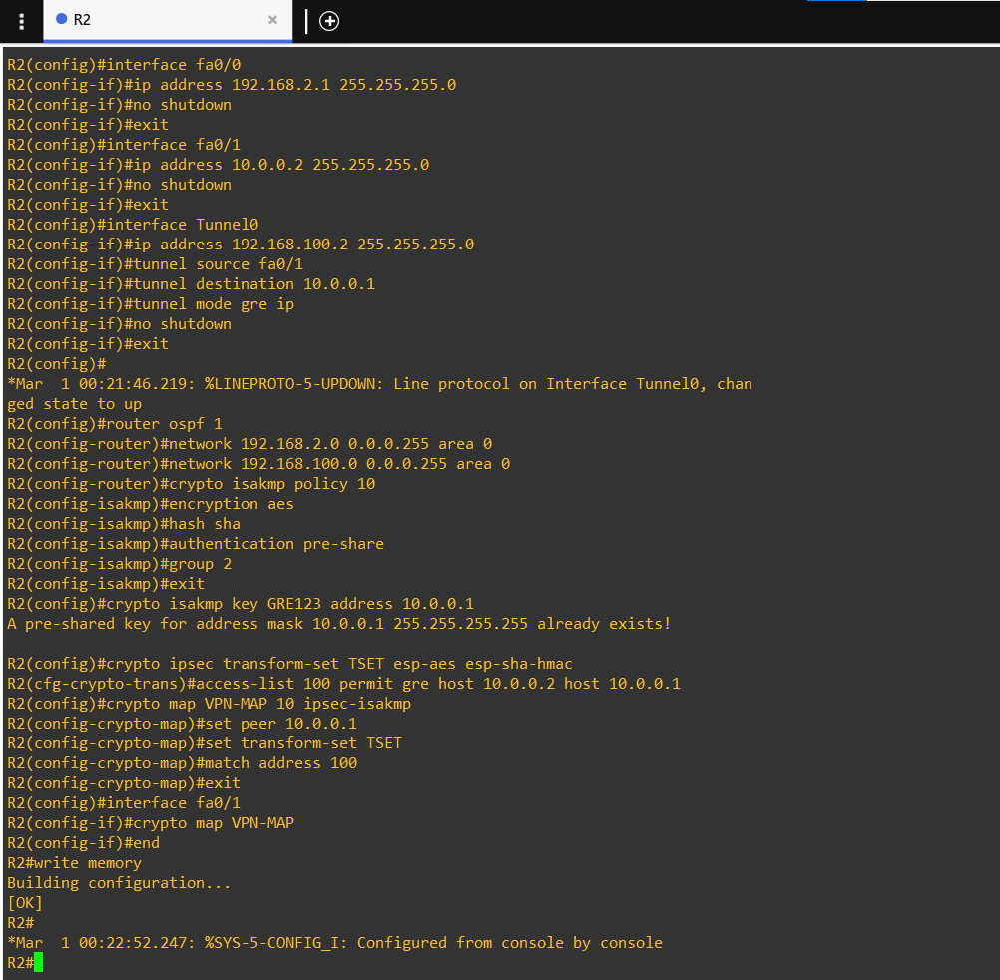 R2
R2(config)#interface fa0/0
R2(config-if)#ip address 192.168.2.1 255.255.255.0
R2(config-if)#no shutdown
R2(config-if)#exit
R2(config)#interface fa0/1
R2(config-if)#ip address 10.0.0.2 255.255.255.0
R2(config-if)#no shutdown
R2(config-if)#exit
R2(config)#interface Tunnel0
R2(config-if)#ip address 192.168.100.2 255.255.255.0
R2(config-if)#tunnel source fa0/1
R2(config-if)#tunnel destination 10.0.0.1
R2(config-if)#tunnel mode gre ip
R2(config-if)#no shutdown
R2(config-if)#exit
R2(config)#
*Mar  1 00:21:46.219: %LINEPROTO-5-UPDOWN: Line protocol on Interface Tunnel0, chan
ged state to up
R2(config)#router ospf 1
R2(config-router)#network 192.168.2.0 0.0.0.255 area 0
R2(config-router)#network 192.168.100.0 0.0.0.255 area 0
R2(config-router)#crypto isakmp policy 10
R2(config-isakmp)#encryption aes
R2(config-isakmp)#hash sha
R2(config-isakmp)#authentication pre-share
R2(config-isakmp)#group 2
R2(config-isakmp)#exit
R2(config)#crypto isakmp key GRE123 address 10.0.0.1
A pre-shared key for address mask 10.0.0.1 255.255.255.255 already exists!
R2(config)#crypto ipsec transform-set TSET esp-aes esp-sha-hmac
R2(cfg-crypto-trans)#access-list 100 permit gre host 10.0.0.2 host 10.0.0.1
R2(config)#crypto map VPN-MAP 10 ipsec-isakmp
R2(config-crypto-map)#set peer 10.0.0.1
R2(config-crypto-map)#set transform-set TSET
R2(config-crypto-map)#match address 100
R2(config-crypto-map)#exit
R2(config)#interface fa0/1
R2(config-if)#crypto map VPN-MAP
R2(config-if)#end
R2#write memory
Building configuration...
[OK]
R2#
*Mar  1 00:22:52.247: %SYS-5-CONFIG_I: Configured from console by console
R2#